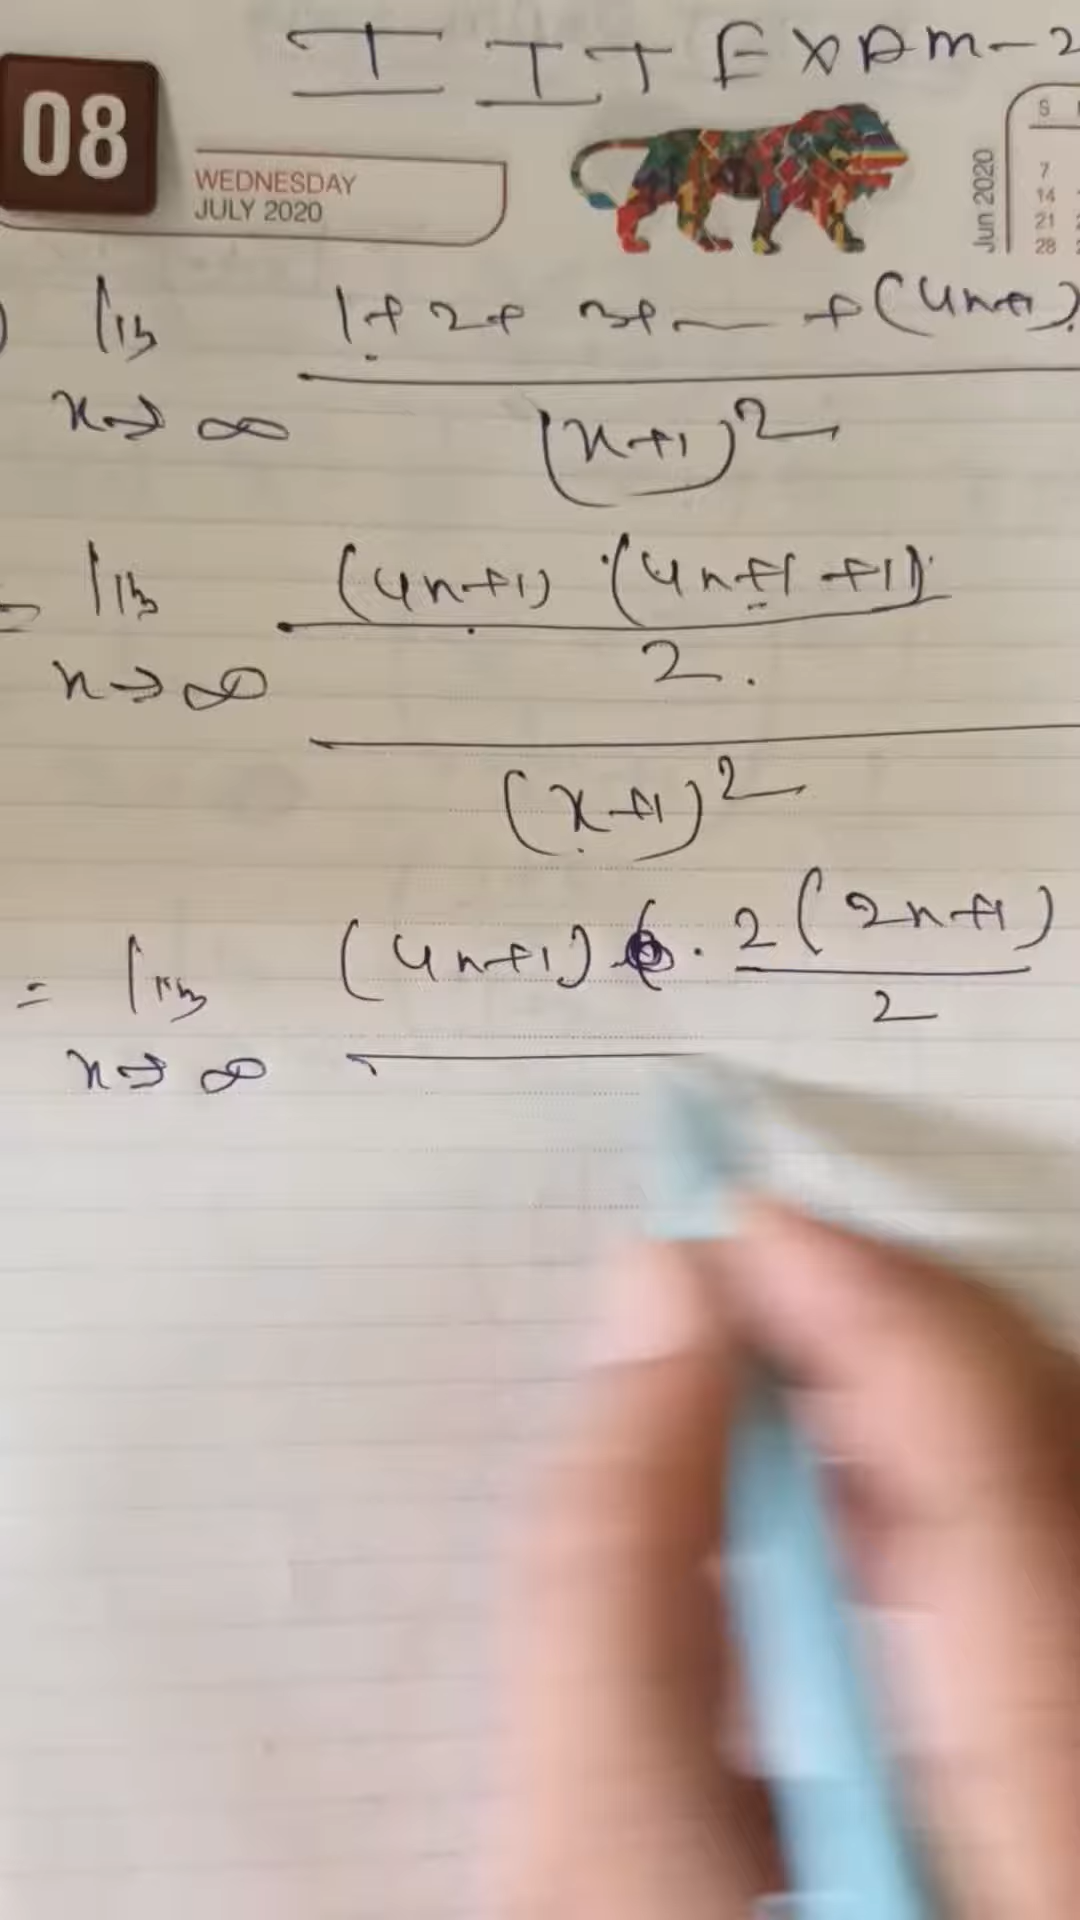 I I T EXAM-2
08
WEDNESDAY
JULY 2020
Jun 2020
S
7
14
21
28
) lim 1+2+3+—+(4n+1)
n→∞ (n+1)²
= lim (4n+1) · (4n+1+1)
n→∞ 2.
(n+1)²
= lim (4n+1) · 2(2n+1)
n→∞ 2